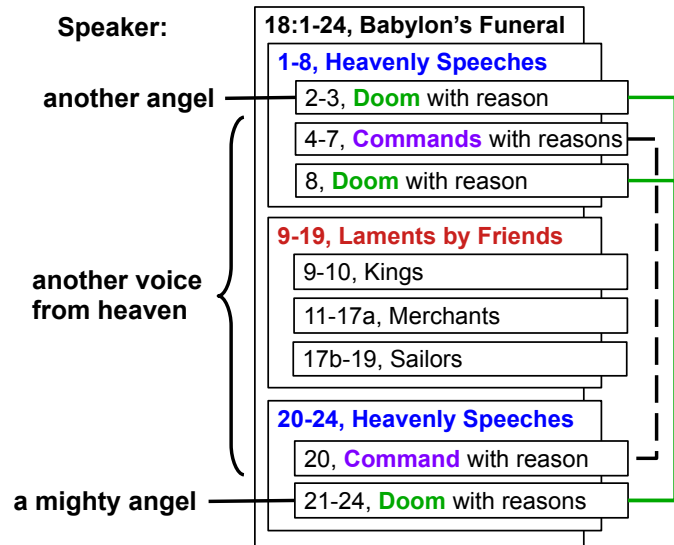 Speaker:
18:1-24, Babylon's Funeral
1-8, Heavenly Speeches
another angel
2-3, Doom with reason
4-7, Commands with reasons
8, Doom with reason
9-19, Laments by Friends
another voice
from heaven
9-10, Kings
11-17a, Merchants
17b-19, Sailors
20-24, Heavenly Speeches
20, Command with reason
a mighty angel
21-24, Doom with reasons